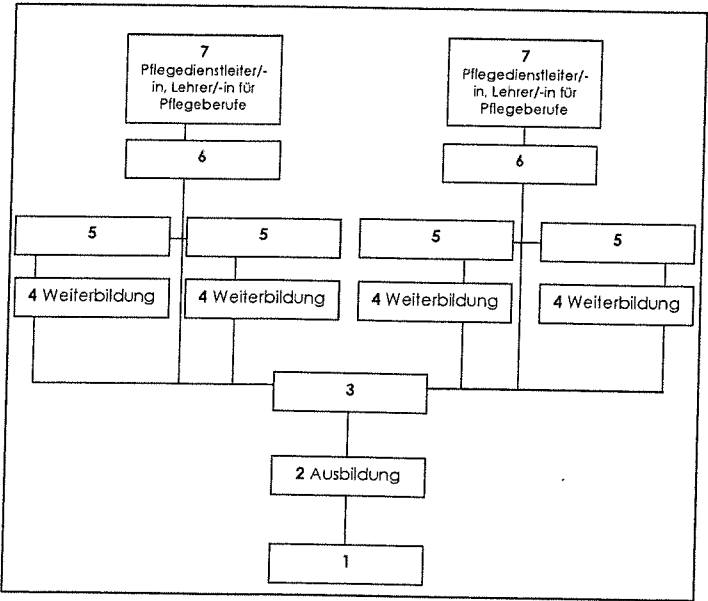 7
Pflegedienstleiter/-
in, Lehrer/-in für
Pflegeberufe
7
Pflegedienstleiter/-
in, Lehrer/-in für
Pflegeberufe
6
6
5
5
5
5
4 Weiterbildung
4 Weiterbildung
4 Weiterbildung
4 Weiterbildung
3
2 Ausbildung
1